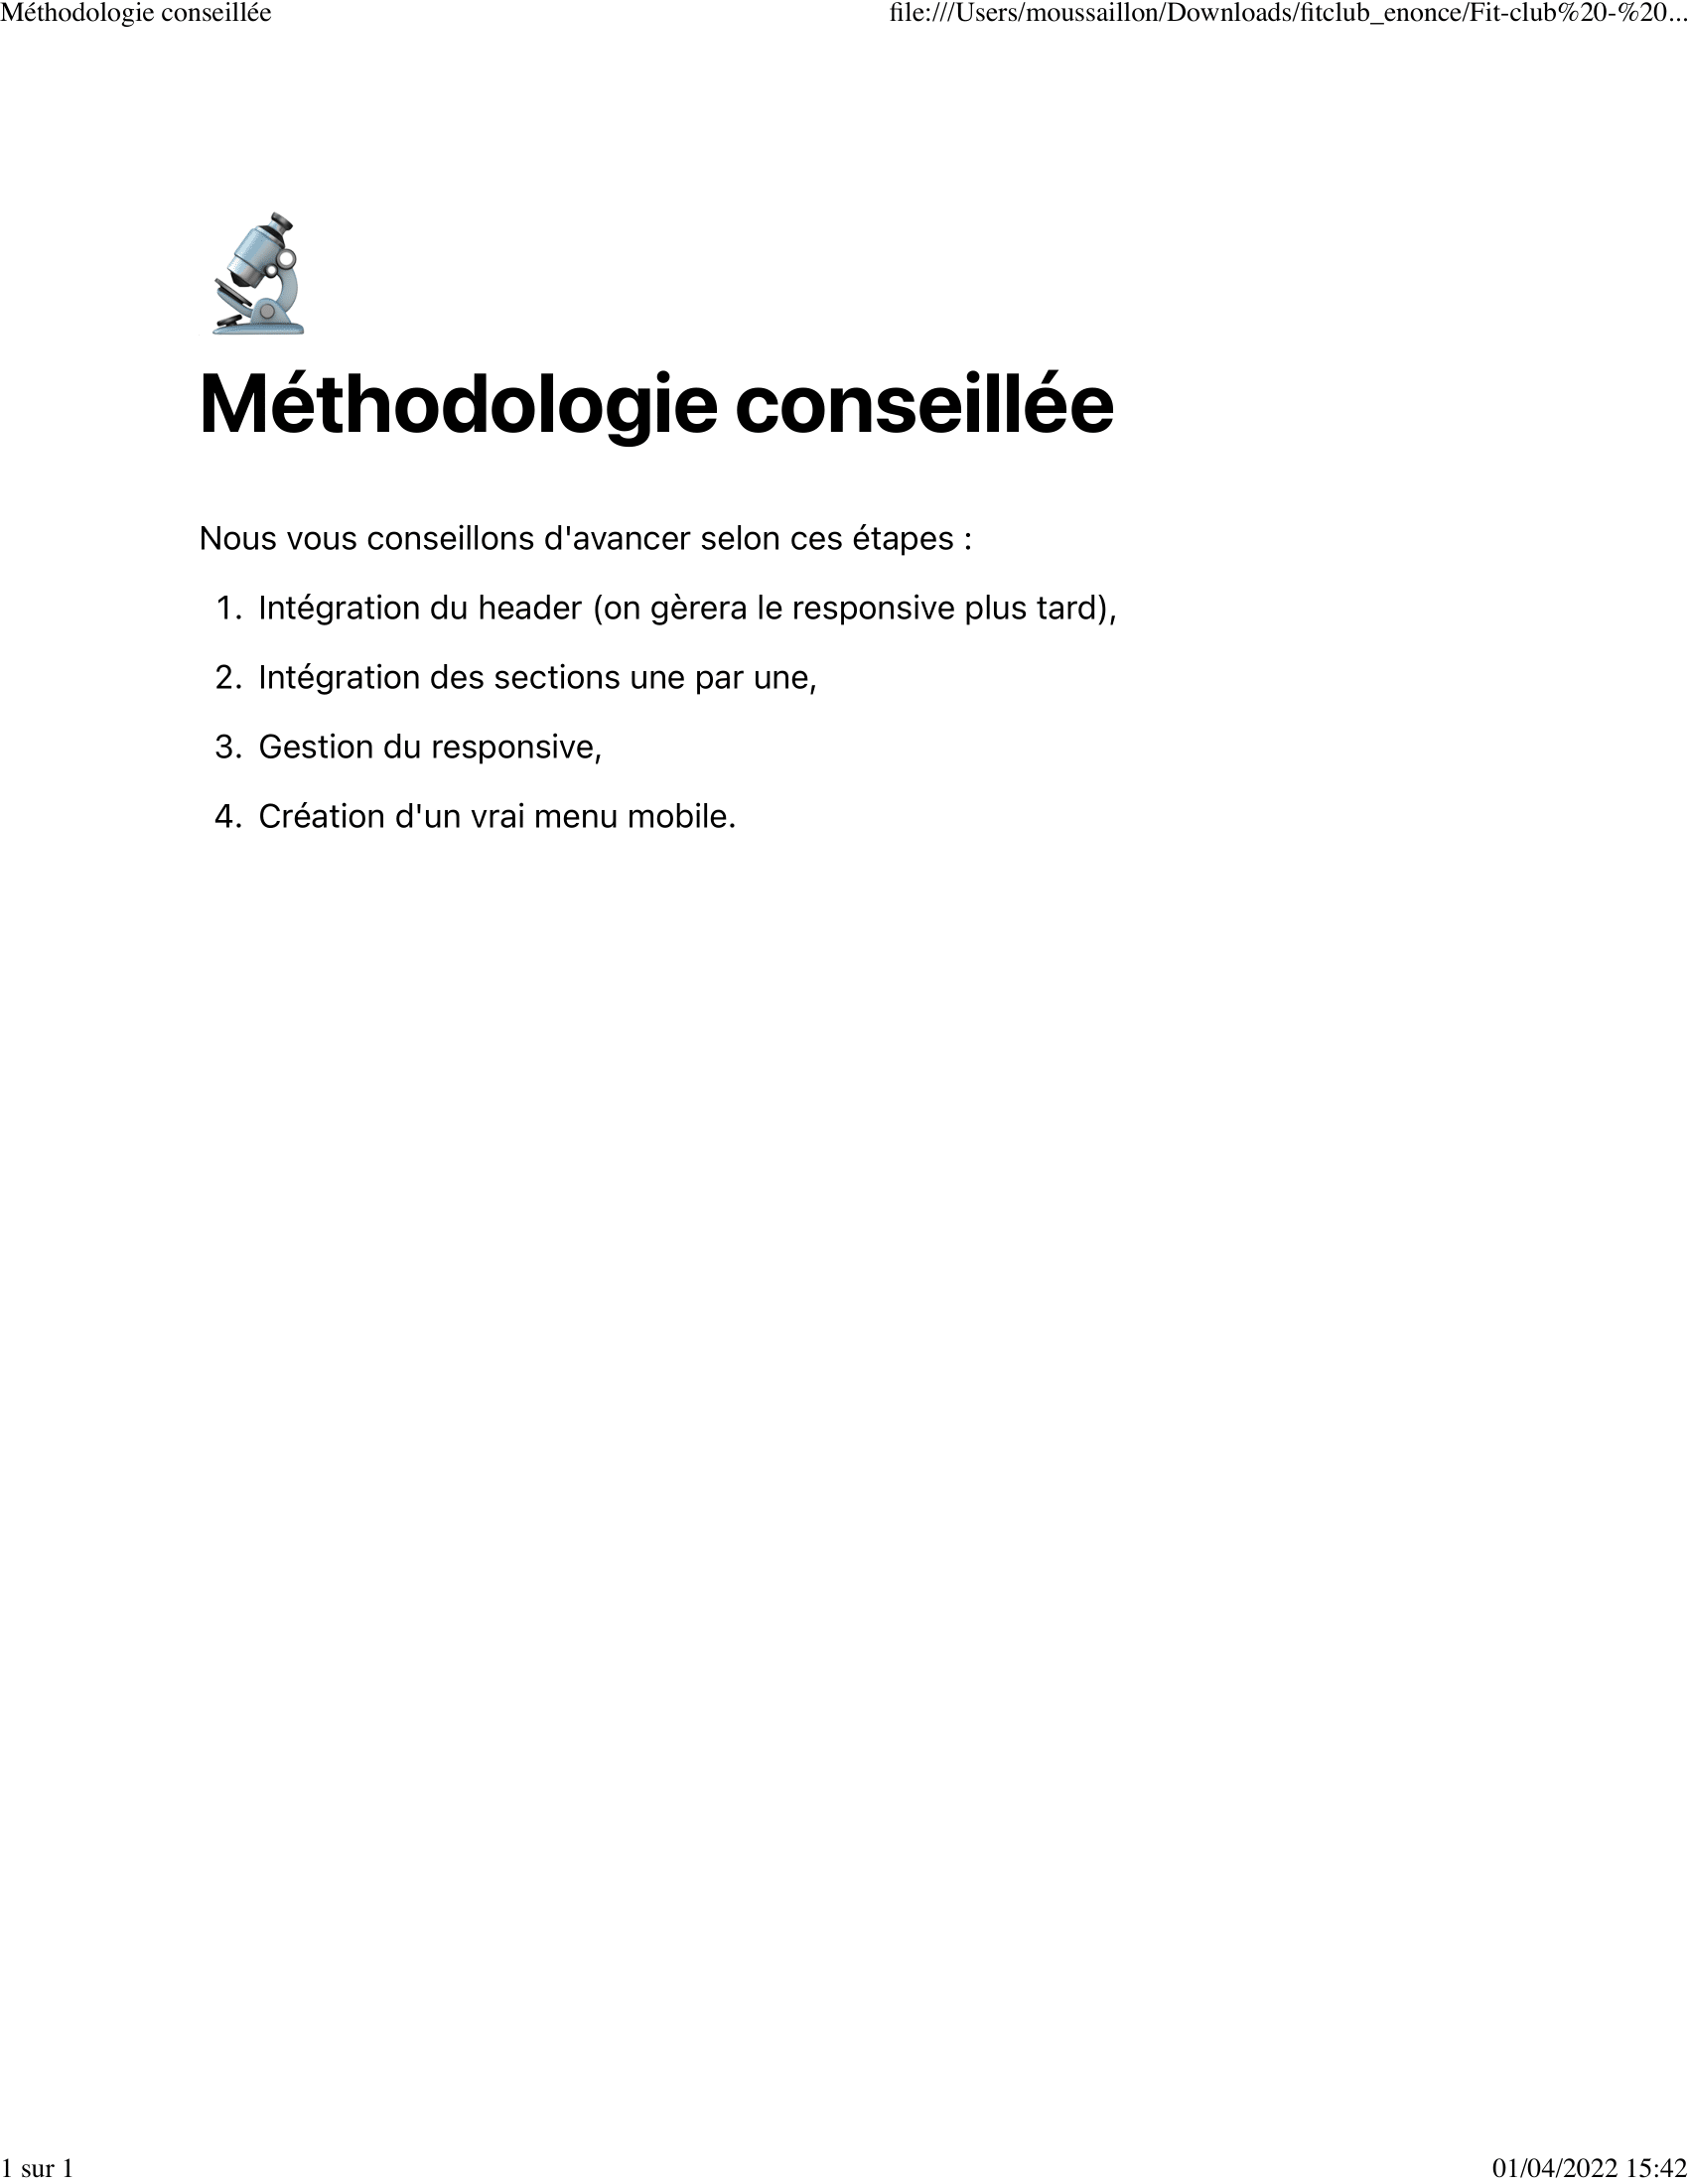 Méthodologie conseillée
file:///Users/moussaillon/Downloads/fitclub_enonce/Fit-club%20-%20...
Méthodologie conseillée
Nous vous conseillons d'avancer selon ces étapes :
1. Intégration du header (on gèrera le responsive plus tard),
2. Intégration des sections une par une,
3. Gestion du responsive,
4. Création d'un vrai menu mobile.
1 sur 1
01/04/2022 15:42